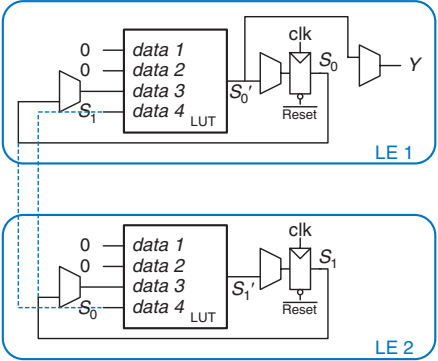 clk
0 data 1
0 data 2
data 3
S1 data 4
LUT
S0′
S0
Reset
Y
LE 1
clk
0 data 1
0 data 2
data 3
S0 data 4
LUT
S1′
S1
Reset
LE 2